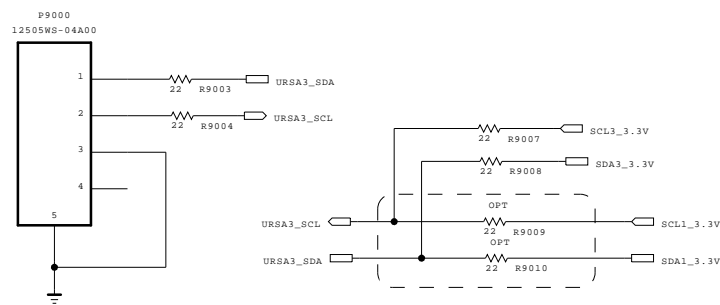 P9000
12505WS-04A00
1
22 R9003
URSA3_SDA
2
22 R9004
URSA3_SCL
3
4
5
22 R9007
SCL3_3.3V
22 R9008
SDA3_3.3V
OPT
URSA3_SCL
22 R9009
SCL1_3.3V
OPT
URSA3_SDA
22 R9010
SDA1_3.3V